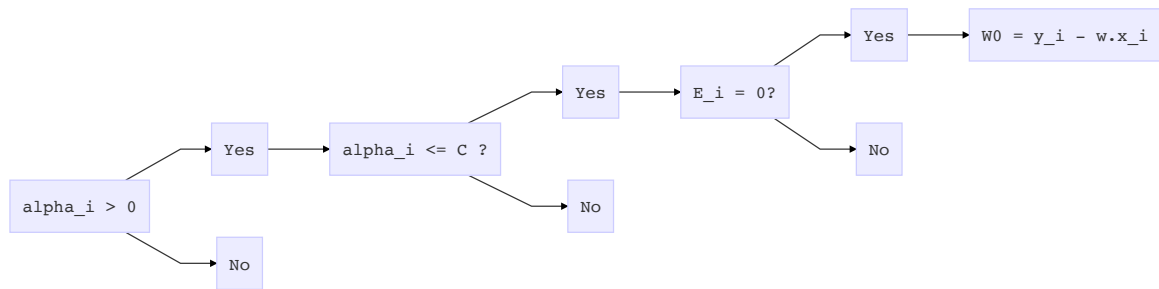 alpha_i > 0
Yes
No
alpha_i <= C ?
Yes
No
E_i = 0?
Yes
No
W0 = y_i - w.x_i